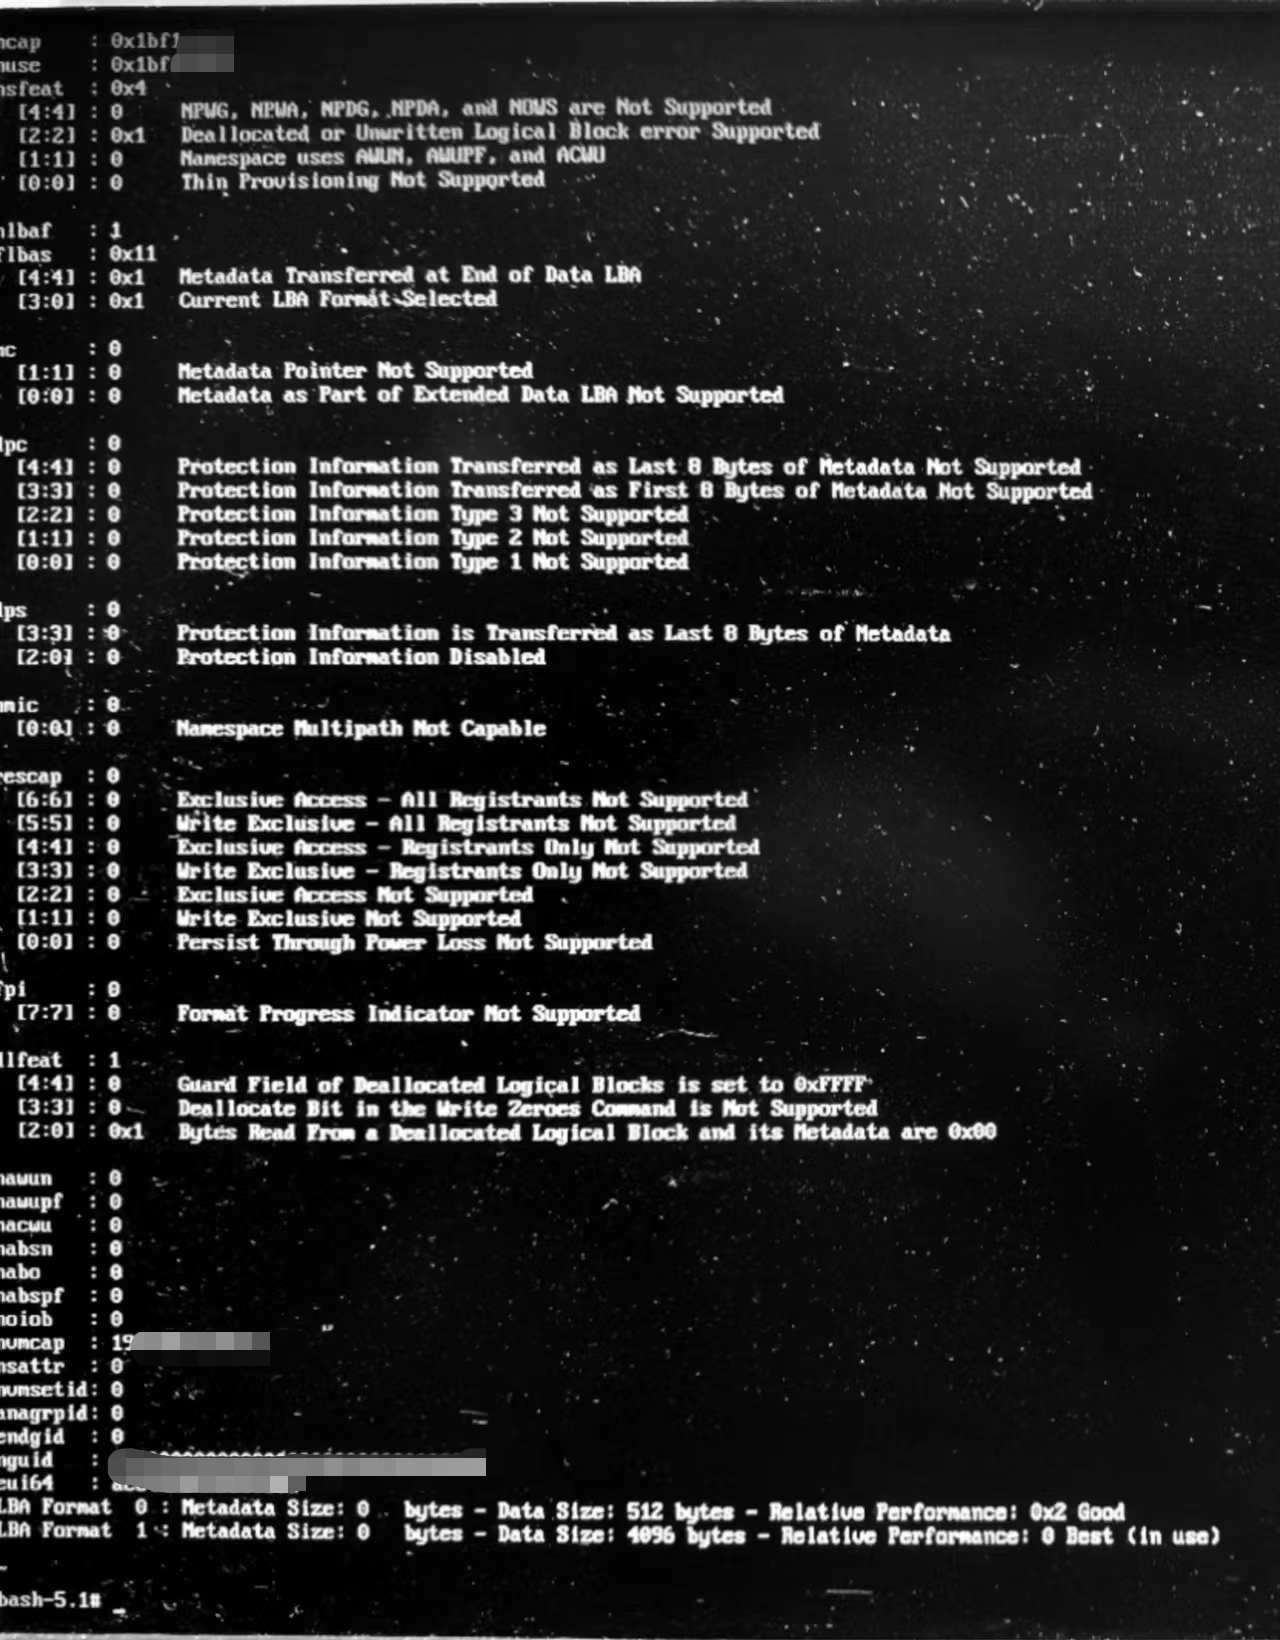 ncap : 0x1bf1
nuse : 0x1bf
nsfeat : 0x4
[4:4] : 0 NPWG, NPWA, NPDG, NPDA, and NOWS are Not Supported
[2:2] : 0x1 Deallocated or Unwritten Logical Block error Supported
[1:1] : 0 Namespace uses AWUN, AWUPF, and ACWU
[0:0] : 0 Thin Provisioning Not Supported
nlbaf : 1
flbas : 0x11
[4:4] : 0x1 Metadata Transferred at End of Data LBA
[3:0] : 0x1 Current LBA Format Selected
mc : 0
[1:1] : 0 Metadata Pointer Not Supported
[0:0] : 0 Metadata as Part of Extended Data LBA Not Supported
dpc : 0
[4:4] : 0 Protection Information Transferred as Last 8 Bytes of Metadata Not Supported
[3:3] : 0 Protection Information Transferred as First 8 Bytes of Metadata Not Supported
[2:2] : 0 Protection Information Type 3 Not Supported
[1:1] : 0 Protection Information Type 2 Not Supported
[0:0] : 0 Protection Information Type 1 Not Supported
dps : 0
[3:3] : 0 Protection Information is Transferred as Last 8 Bytes of Metadata
[2:0] : 0 Protection Information Disabled
nmic : 0
[0:0] : 0 Namespace Multipath Not Capable
rescap : 0
[6:6] : 0 Exclusive Access - All Registrants Not Supported
[5:5] : 0 Write Exclusive - All Registrants Not Supported
[4:4] : 0 Exclusive Access - Registrants Only Not Supported
[3:3] : 0 Write Exclusive - Registrants Only Not Supported
[2:2] : 0 Exclusive Access Not Supported
[1:1] : 0 Write Exclusive Not Supported
[0:0] : 0 Persist Through Power Loss Not Supported
fpi : 0
[7:7] : 0 Format Progress Indicator Not Supported
dlfeat : 1
[4:4] : 0 Guard Field of Deallocated Logical Blocks is set to 0xFFFF
[3:3] : 0 Deallocate Bit in the Write Zeroes Command is Not Supported
[2:0] : 0x1 Bytes Read From a Deallocated Logical Block and its Metadata are 0x00
nawun : 0
nawupf : 0
nacwu : 0
nabsn : 0
nabo : 0
nabspf : 0
noiob : 0
nvmcap : 19
nsattr : 0
nvmsetid: 0
anagrpid: 0
endgid : 0
nguid :
eui64 :
LBA Format 0 : Metadata Size: 0 bytes - Data Size: 512 bytes - Relative Performance: 0x2 Good
LBA Format 1 : Metadata Size: 0 bytes - Data Size: 4096 bytes - Relative Performance: 0 Best (in use)
bash-5.1#